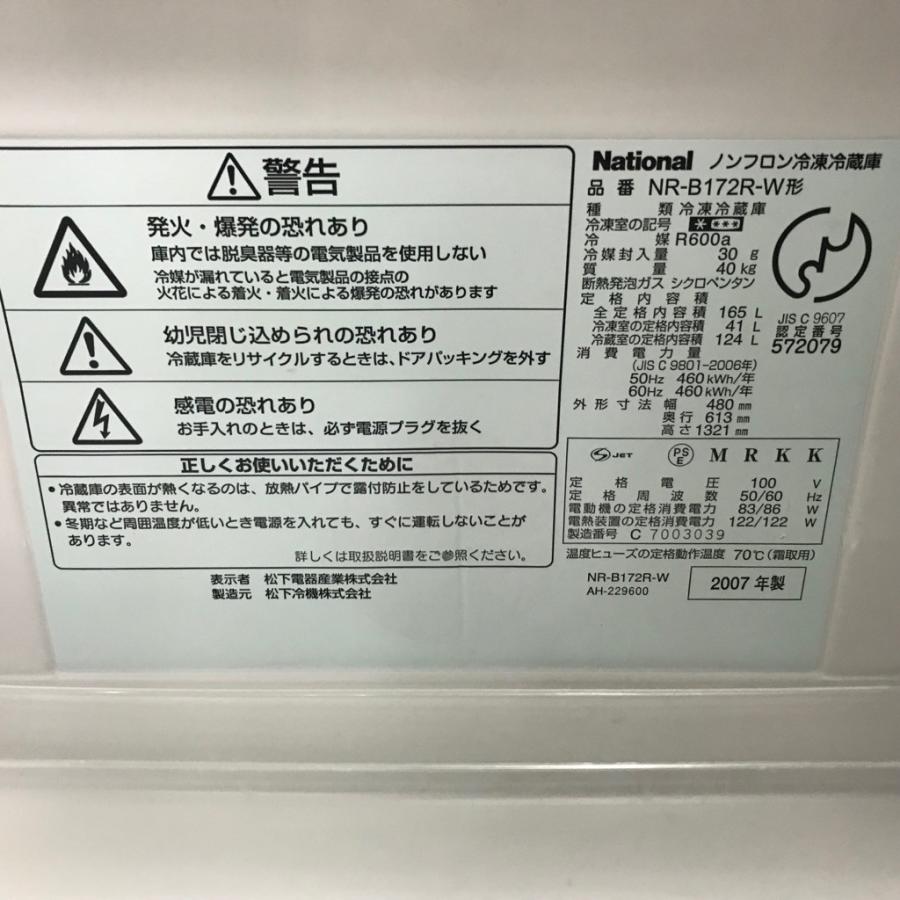 警告
発火・爆発の恐れあり
庫内では脱臭器等の電気製品を使用しない
冷媒が漏れていると電気製品の接点の
火花による着火・着火による爆発の恐れがあります
幼児閉じ込められの恐れあり
冷蔵庫をリサイクルするときは、ドアパッキングを外す
感電の恐れあり
お手入れのときは、必ず電源プラグを抜く
正しくお使いいただくために
•冷蔵庫の表面が熱くなるのは、放熱パイプで露付防止をしているためです。
異常ではありません。
•冬期など周囲温度が低いとき電源を入れても、すぐに運転しないことが
あります。
詳しくは取扱説明書をご参照ください。
表示者 松下電器産業株式会社
製造元 松下冷機株式会社
National ノンフロン冷凍冷蔵庫
品番 NR-B172R-W形
種類 冷凍冷蔵庫
冷凍室の記号 * ***
冷媒 R600a
冷媒封入量 30 g
質量 40 kg
断熱発泡ガス シクロペンタン
定格内容積
全定格内容積 165 L
冷凍室の定格内容積 41 L
冷蔵室の定格内容積 124 L
消費電力量
(JIS C 9801-2006年)
50Hz 460 kWh/年
60Hz 460 kWh/年
外形寸法 幅 480 mm
奥行 613 mm
高さ 1321 mm
JIS C 9607
認定番号
572079
S JET PS E M R K K
定格電圧 100 V
定格周波数 50/60 Hz
電動機の定格消費電力 83/86 W
電熱装置の定格消費電力 122/122 W
製造番号 C 7003039
温度ヒューズの定格動作温度 70℃(霜取用)
NR-B172R-W
AH-229600
2007年製